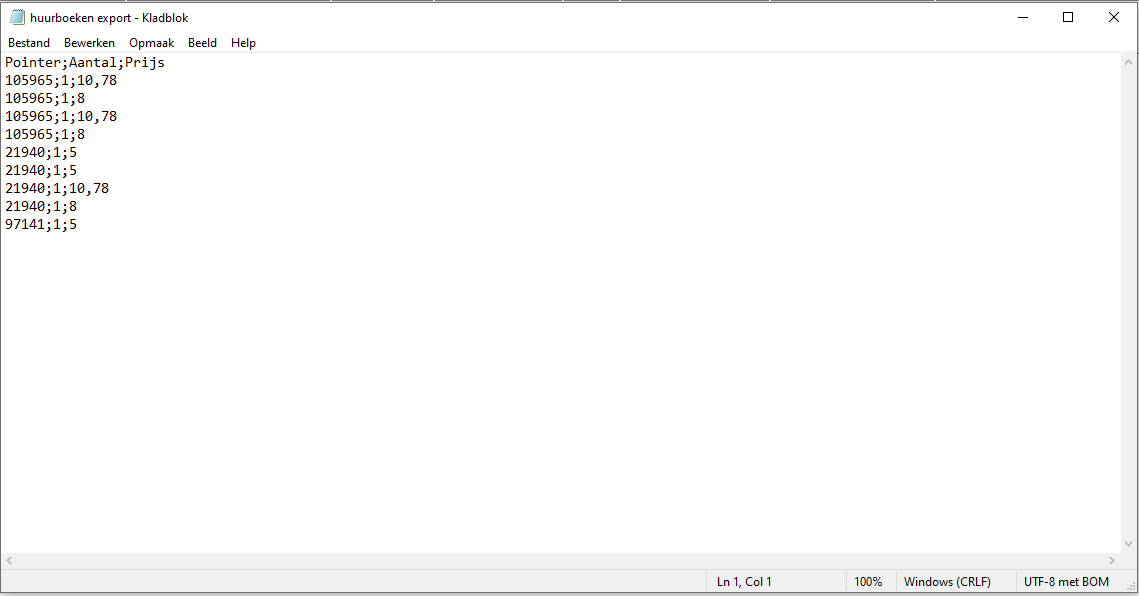 huurboeken export - Kladblok
Bestand Bewerken Opmaak Beeld Help
Pointer;Aantal;Prijs
105965;1;10,78
105965;1;8
105965;1;10,78
105965;1;8
21940;1;5
21940;1;5
21940;1;10,78
21940;1;8
97141;1;5
Ln 1, Col 1 100% Windows (CRLF) UTF-8 met BOM